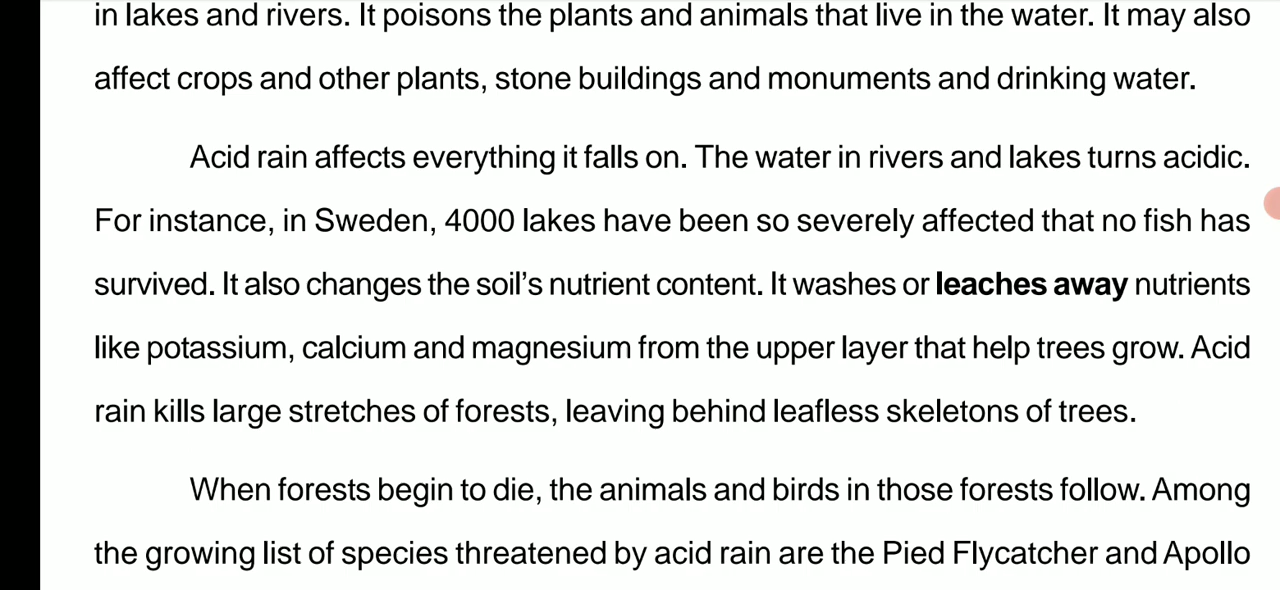 in lakes and rivers. It poisons the plants and animals that live in the water. It may also
affect crops and other plants, stone buildings and monuments and drinking water.
Acid rain affects everything it falls on. The water in rivers and lakes turns acidic.
For instance, in Sweden, 4000 lakes have been so severely affected that no fish has
survived. It also changes the soil's nutrient content. It washes or leaches away nutrients
like potassium, calcium and magnesium from the upper layer that help trees grow. Acid
rain kills large stretches of forests, leaving behind leafless skeletons of trees.
When forests begin to die, the animals and birds in those forests follow. Among
the growing list of species threatened by acid rain are the Pied Flycatcher and Apollo